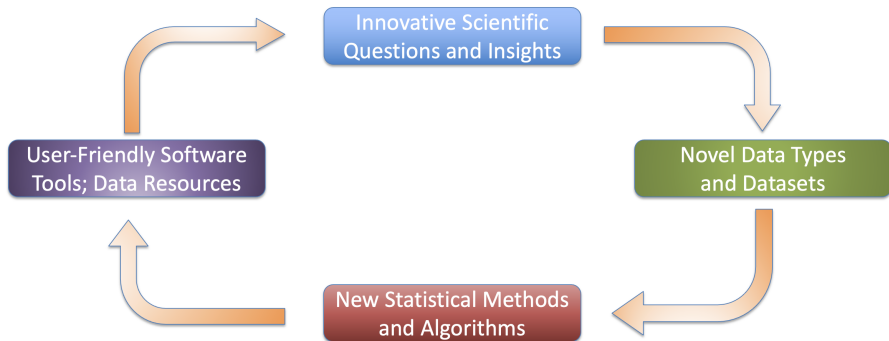 Innovative Scientific
Questions and Insights
User-Friendly Software
Tools; Data Resources
Novel Data Types
and Datasets
New Statistical Methods
and Algorithms